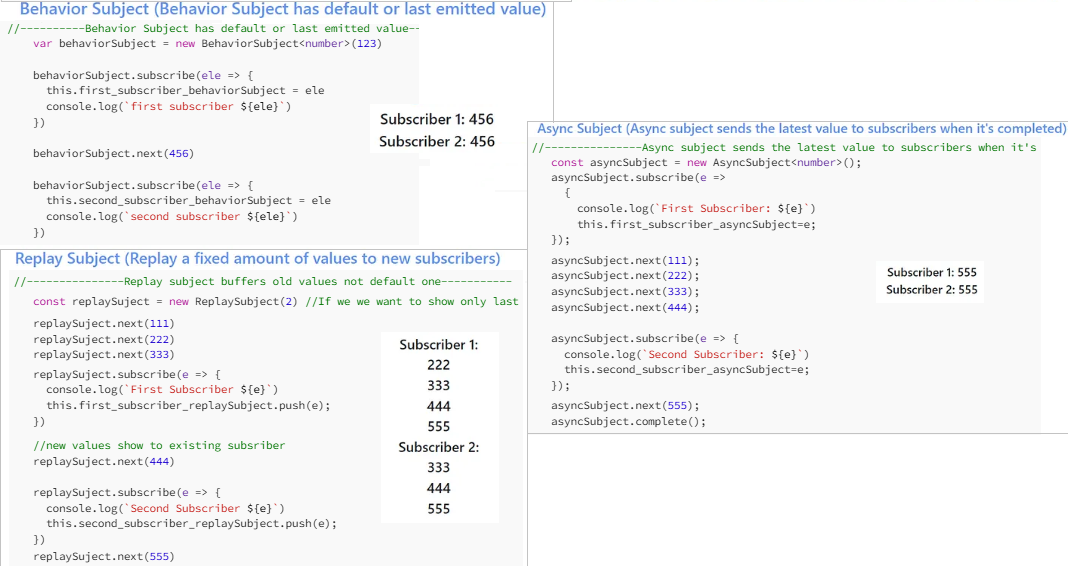 Behavior Subject (Behavior Subject has default or last emitted value)
//----------Behavior Subject has default or last emitted value--
var behaviorSubject = new BehaviorSubject<number>(123)
behaviorSubject.subscribe(ele => {
this.first_subscriber_behaviorSubject = ele
console.log(`first subscriber ${ele}`)
})
behaviorSubject.next(456)
behaviorSubject.subscribe(ele => {
this.second_subscriber_behaviorSubject = ele
console.log(`second subscriber ${ele}`)
})
Subscriber 1: 456
Subscriber 2: 456
Replay Subject (Replay a fixed amount of values to new subscribers)
//---------------Replay subject buffers old values not default one-----------
const replaySuject = new ReplaySubject(2) //If we we want to show only last
replaySuject.next(111)
replaySuject.next(222)
replaySuject.next(333)
replaySuject.subscribe(e => {
console.log(`First Subscriber ${e}`)
this.first_subscriber_replaySubject.push(e);
})
//new values show to existing subsriber
replaySuject.next(444)
replaySuject.subscribe(e => {
console.log(`Second Subscriber ${e}`)
this.second_subscriber_replaySubject.push(e);
})
replaySuject.next(555)
Subscriber 1:
222
333
444
555
Subscriber 2:
333
444
555
Async Subject (Async subject sends the latest value to subscribers when it's completed)
//---------------Async subject sends the latest value to subscribers when it's
const asyncSubject = new AsyncSubject<number>();
asyncSubject.subscribe(e =>
{
console.log(`First Subscriber: ${e}`)
this.first_subscriber_asyncSubject=e;
});
asyncSubject.next(111);
asyncSubject.next(222);
asyncSubject.next(333);
asyncSubject.next(444);
asyncSubject.subscribe(e => {
console.log(`Second Subscriber: ${e}`)
this.second_subscriber_asyncSubject=e;
});
asyncSubject.next(555);
asyncSubject.complete();
Subscriber 1: 555
Subscriber 2: 555